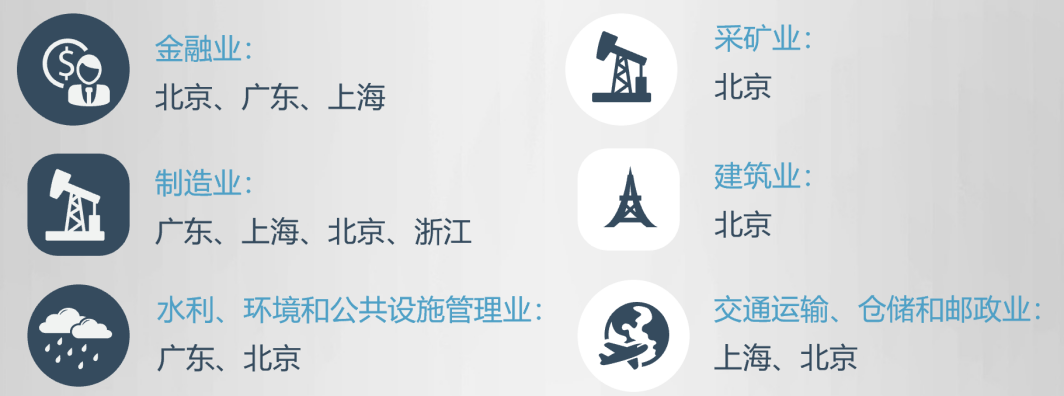 金融业：
北京、广东、上海
采矿业：
北京
制造业：
广东、上海、北京、浙江
建筑业：
北京
水利、环境和公共设施管理业：
广东、北京
交通运输、仓储和邮政业：
上海、北京